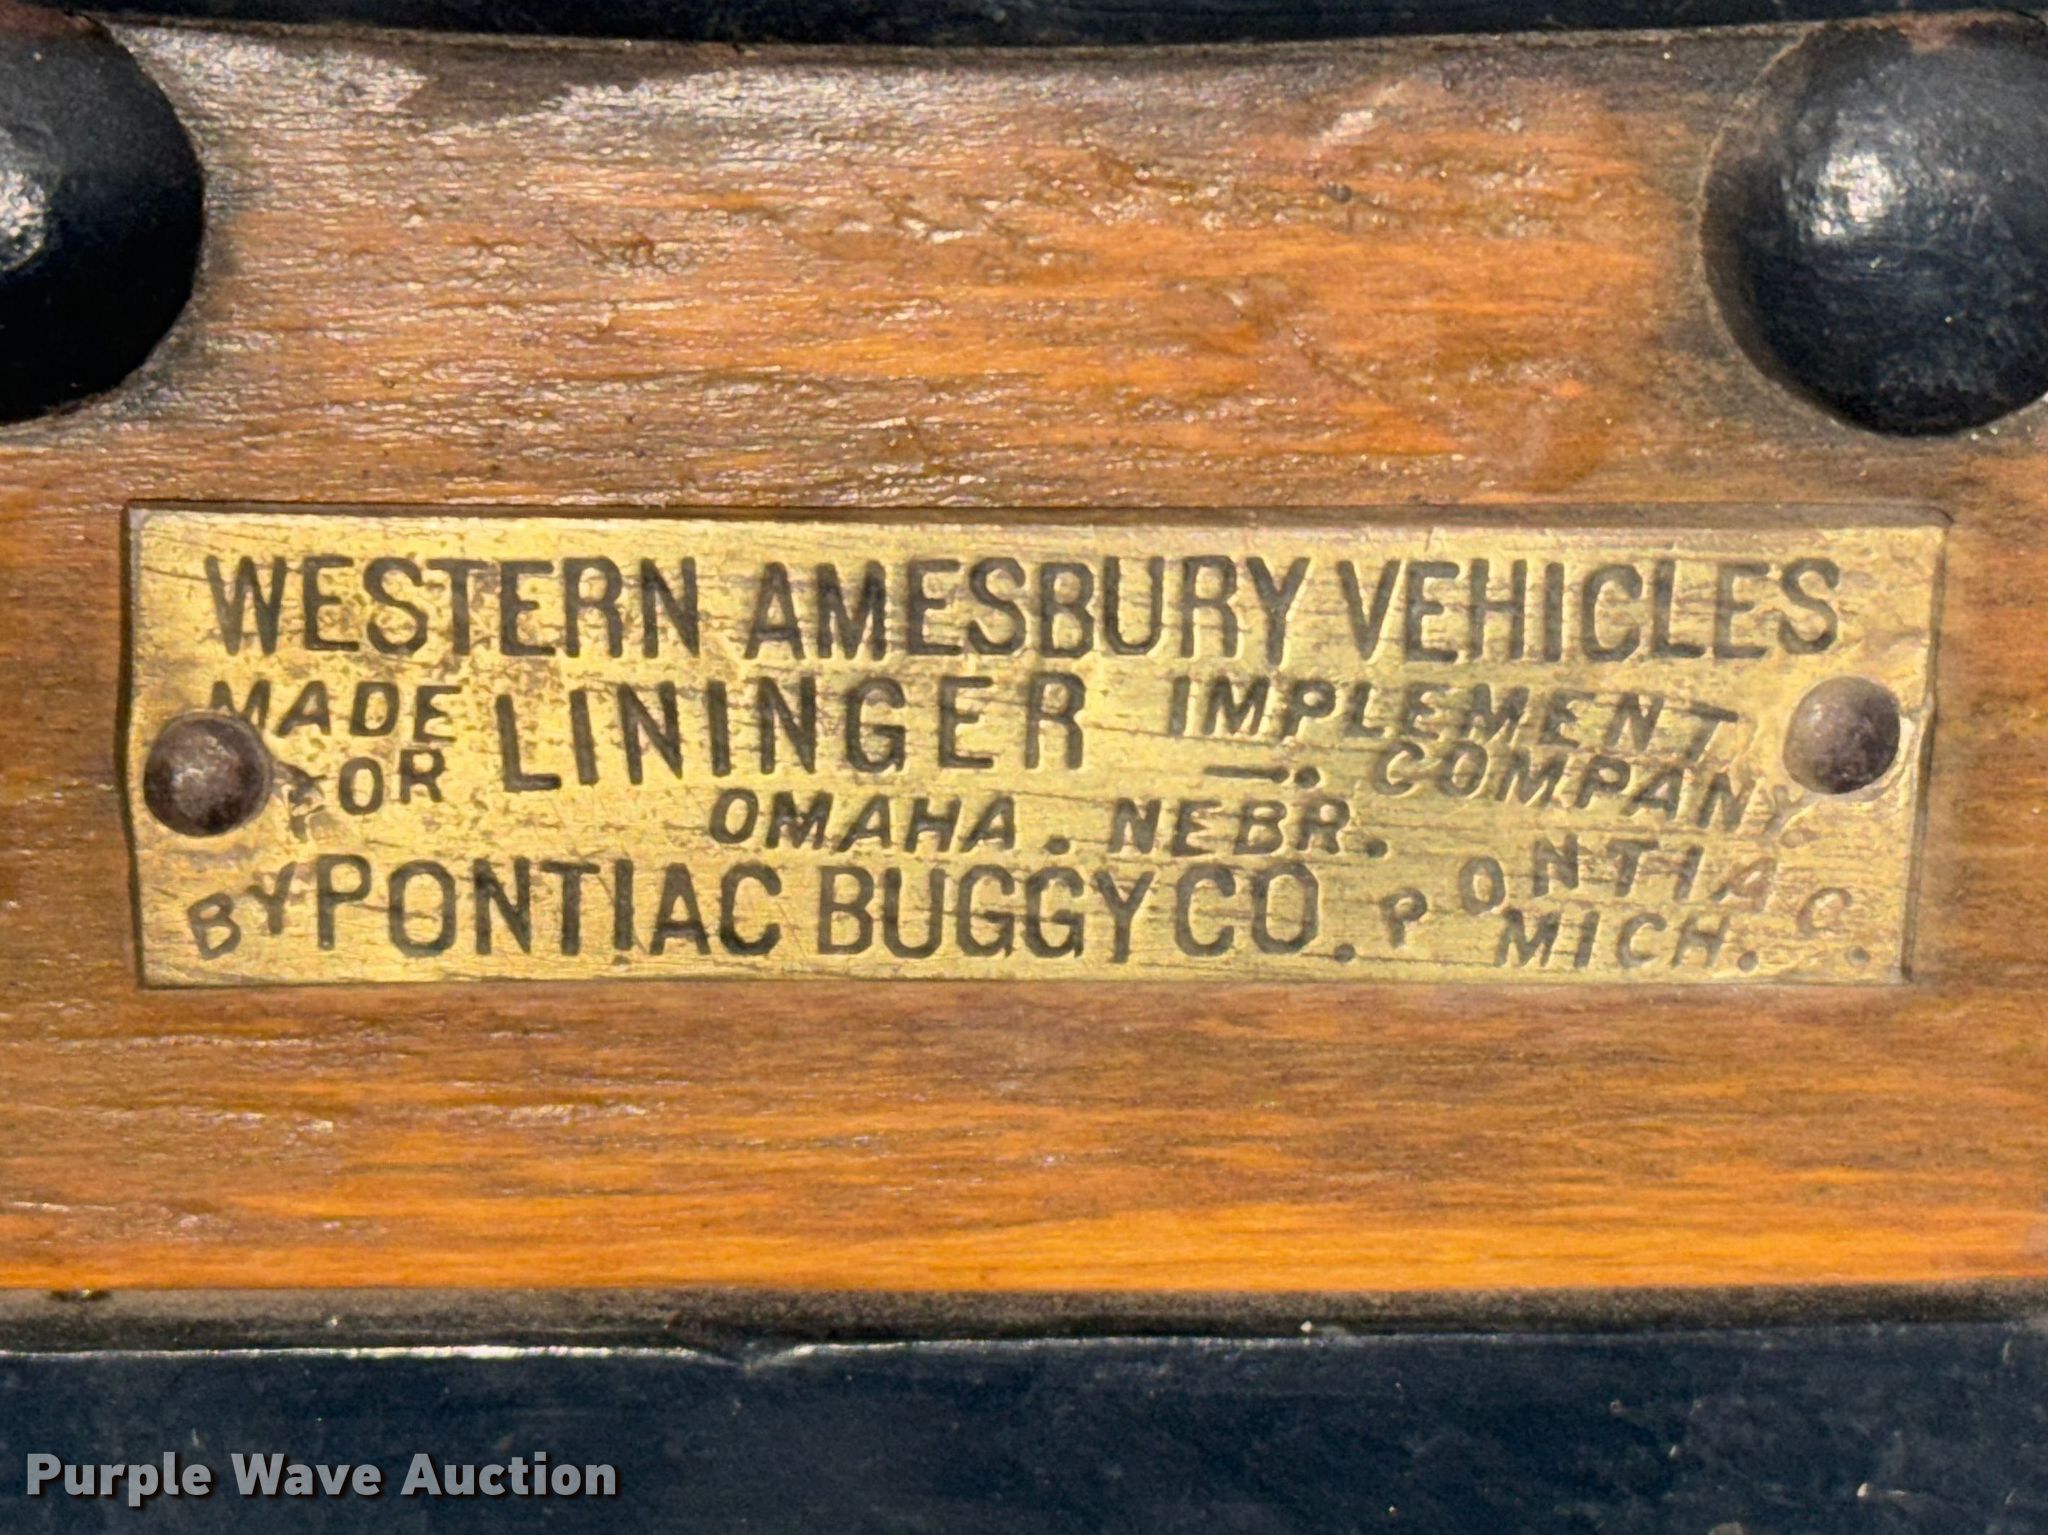 WESTERN AMESBURY VEHICLES
MADE FOR LININGER IMPLEMENT COMPANY.
OMAHA. NEBR.
BY PONTIAC BUGGY CO. PONTIAC.
MICH.
Purple Wave Auction